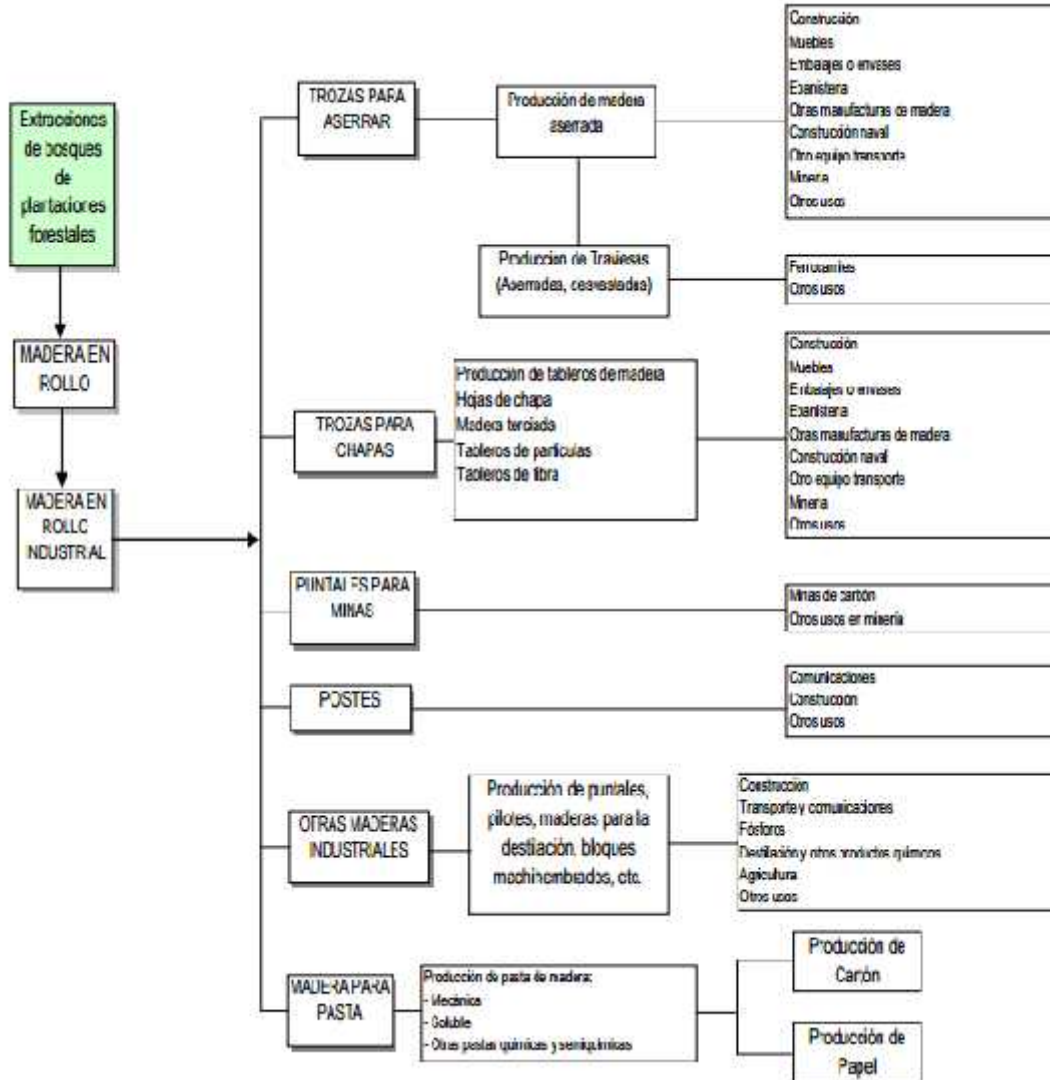 Extracciones
de bosques
de
plantaciones
forestales
MADERA EN
ROLLO
MADERA EN
ROLLO
INDUSTRIAL
TROZAS PARA
ASERRAR
Producción de madera
aserrada
Construcción
Muebles
Embalajes o envases
Ebanistería
Otras manufacturas de madera
Construcción naval
Otro equipo transporte
Minería
Otros usos
Producción de Traviesas
(Aserradas, desvastadas)
Ferrocarriles
Otros usos
TROZAS PARA
CHAPAS
Producción de tableros de madera
Hojas de chapa
Madera terciada
Tableros de partículas
Tableros de fibra
Construcción
Muebles
Embalajes o envases
Ebanistería
Otras manufacturas de madera
Construcción naval
Otro equipo transporte
Minería
Otros usos
PUNTALES PARA
MINAS
Minas de carbón
Otros usos en minería
POSTES
Comunicaciones
Construcción
Otros usos
OTRAS MADERAS
INDUSTRIALES
Producción de puntales,
pilotes, maderas para la
destilación, bloques
machihembrados, etc.
Construcción
Transporte y comunicaciones
Fósforos
Destilación y otros productos químicos
Agricultura
Otros usos
MADERA PARA
PASTA
Producción de pasta de madera:
- Mecánica
- Soluble
- Otras pastas químicas y semiquímicas
Producción de
Cartón
Producción de
Papel